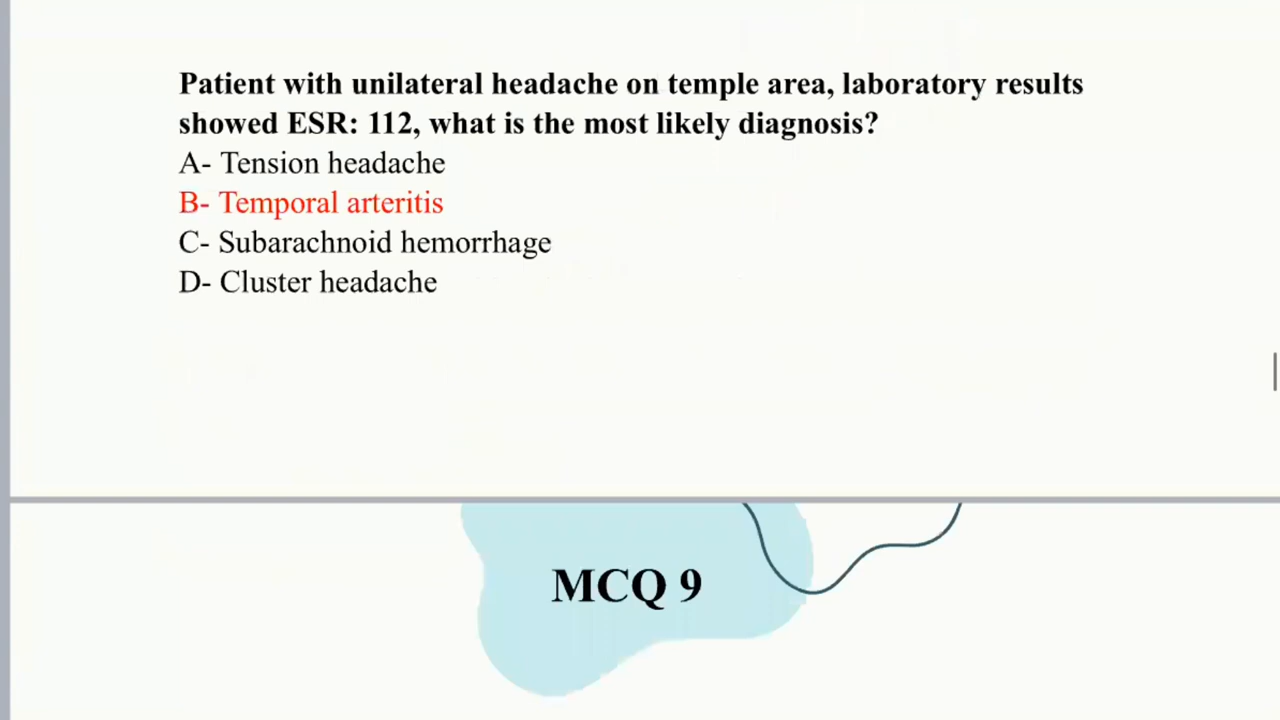 Patient with unilateral headache on temple area, laboratory results
showed ESR: 112, what is the most likely diagnosis?
A- Tension headache
B- Temporal arteritis
C- Subarachnoid hemorrhage
D- Cluster headache
MCQ 9